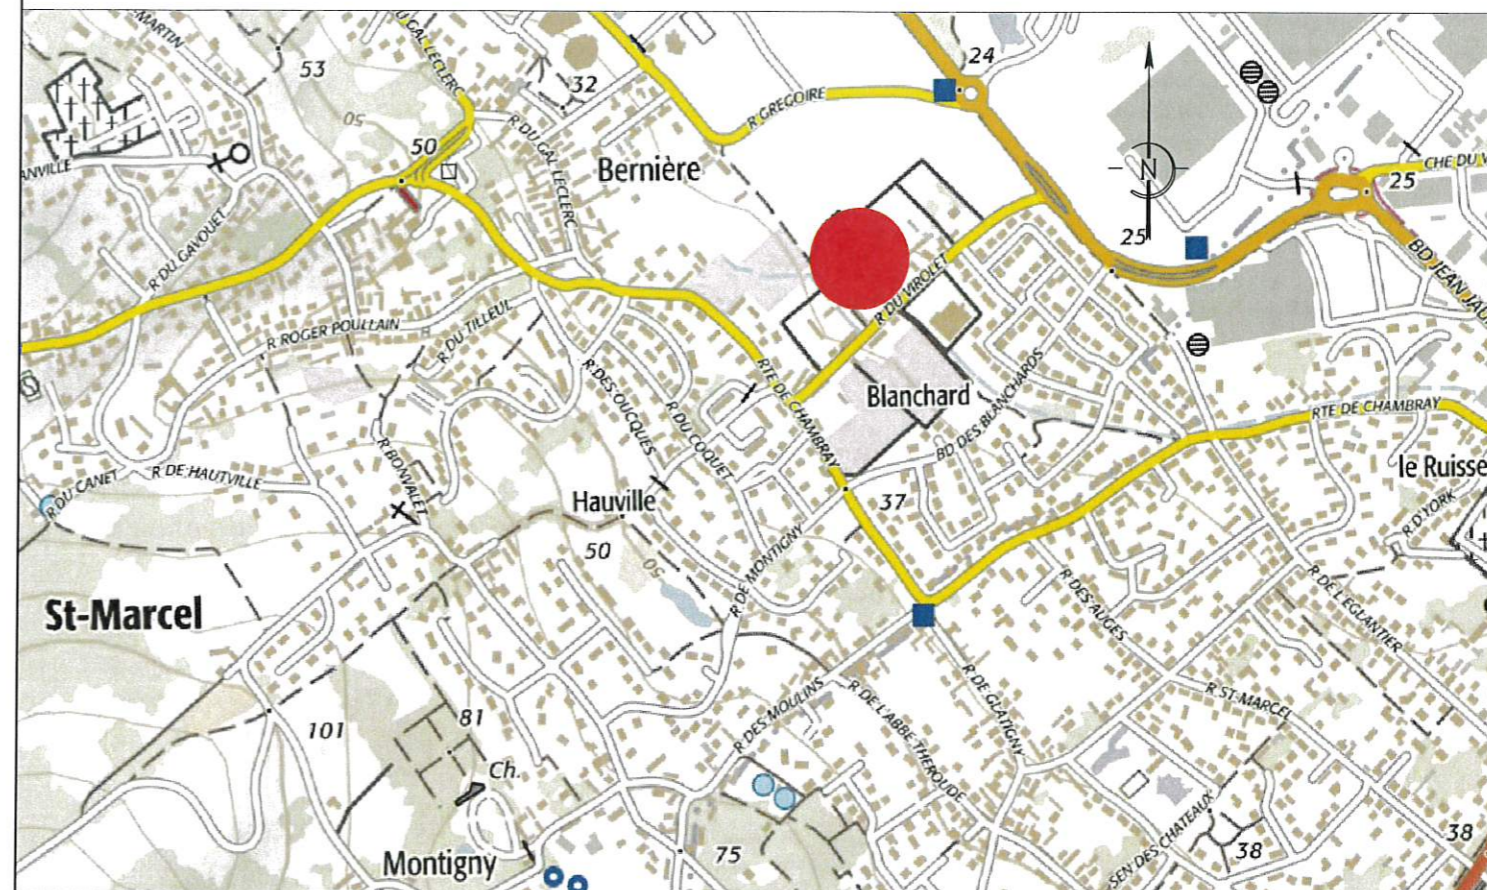 ST-MARTIN
53
DU GAL LECLERC
32
24
R GREGOIRE
50
50
R DU GAL LECLERC
Bernière
N
CHE DU V
25
R DU GAVOUET
25
BD JEAN JAU
R DU VIROLET
R ROGER POULLAIN
R DU TILLEUL
R DES OUCQUES
R DU COQUET
RTE DE CHAMBRAY
Blanchard
BD DES BLANCHARDS
RTE DE CHAMBRAY
le Ruisse
R DU CANET
R DE HAUTVILLE
R BONVALET
Hauville
37
R D'YORK
50
50
R DE MONTIGNY
St-Marcel
R DES AUGES
R DE L'EGLANTIER
101
81
Ch.
R DES MOULINS
R DE L'ABBE THEROUDE
R DE GLATIGNY
R ST-MARCEL
Montigny
75
SEN DES CHATEAUX
38
38